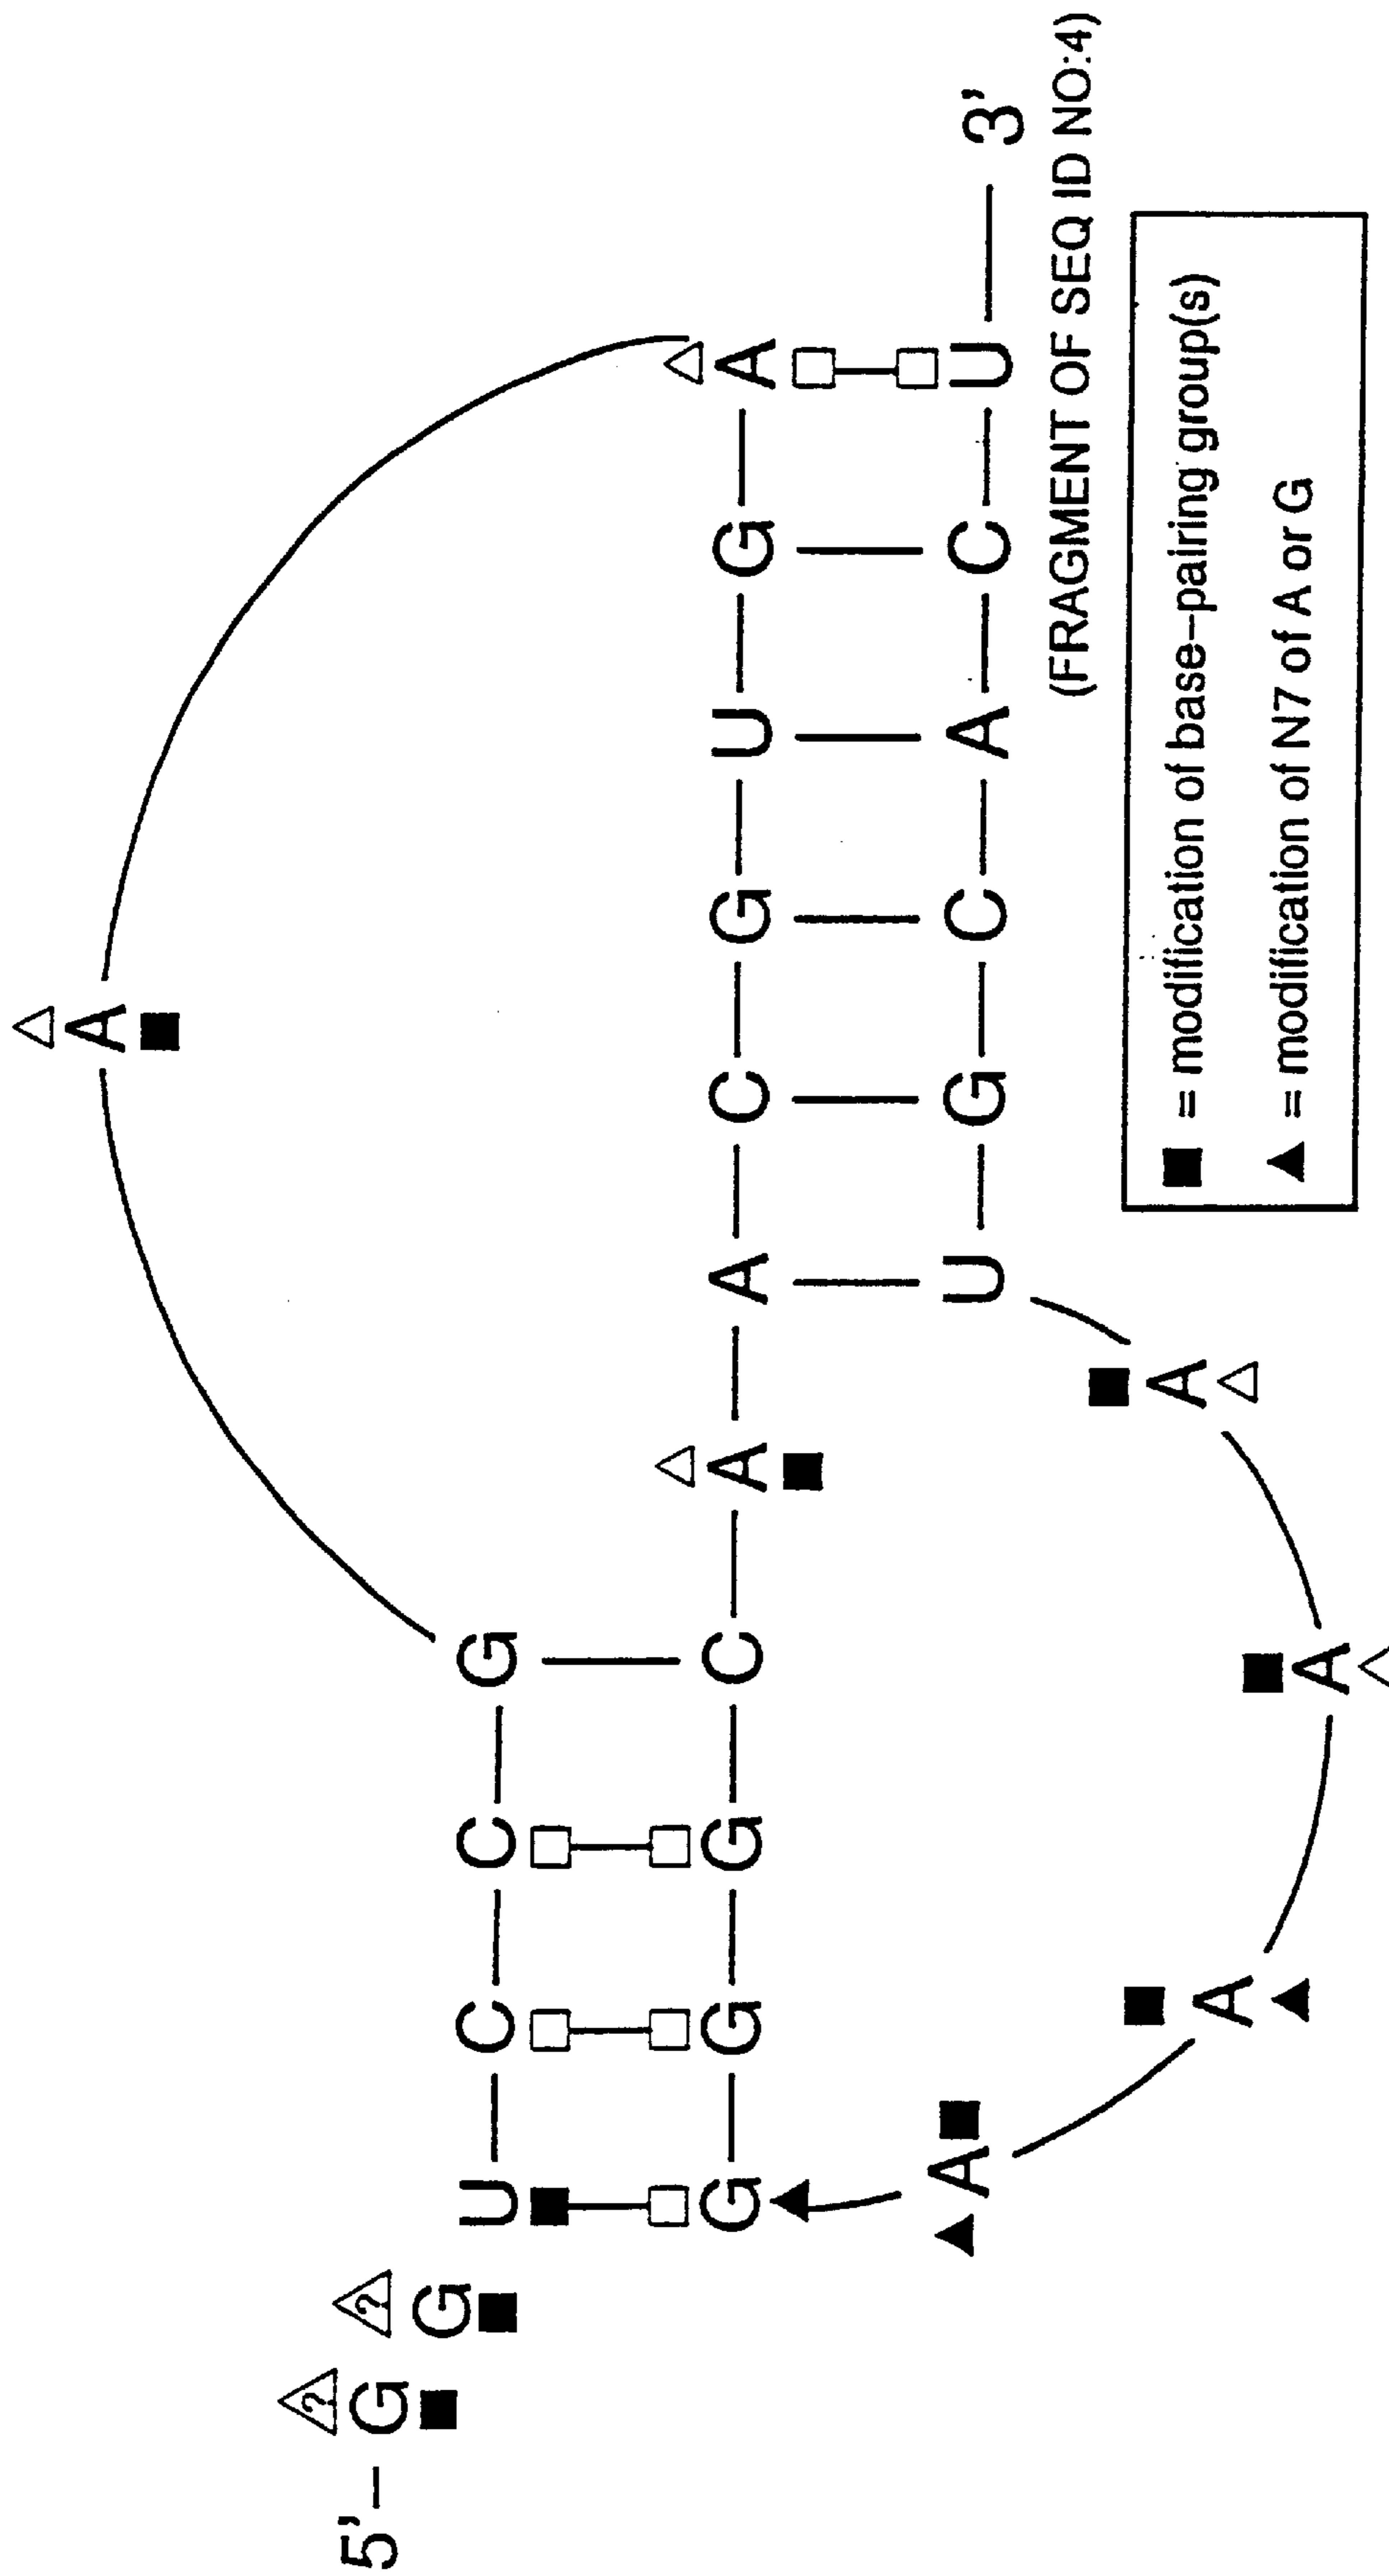 A
5'–G G
? ?
U–C–C–G
G–G–G–C–A–A–C–G–U–G–A
U–G–C–A–C–U–3'
A
A
A
A
(FRAGMENT OF SEQ ID NO:4)
■ = modification of base–pairing group(s)
▲ = modification of N7 of A or G